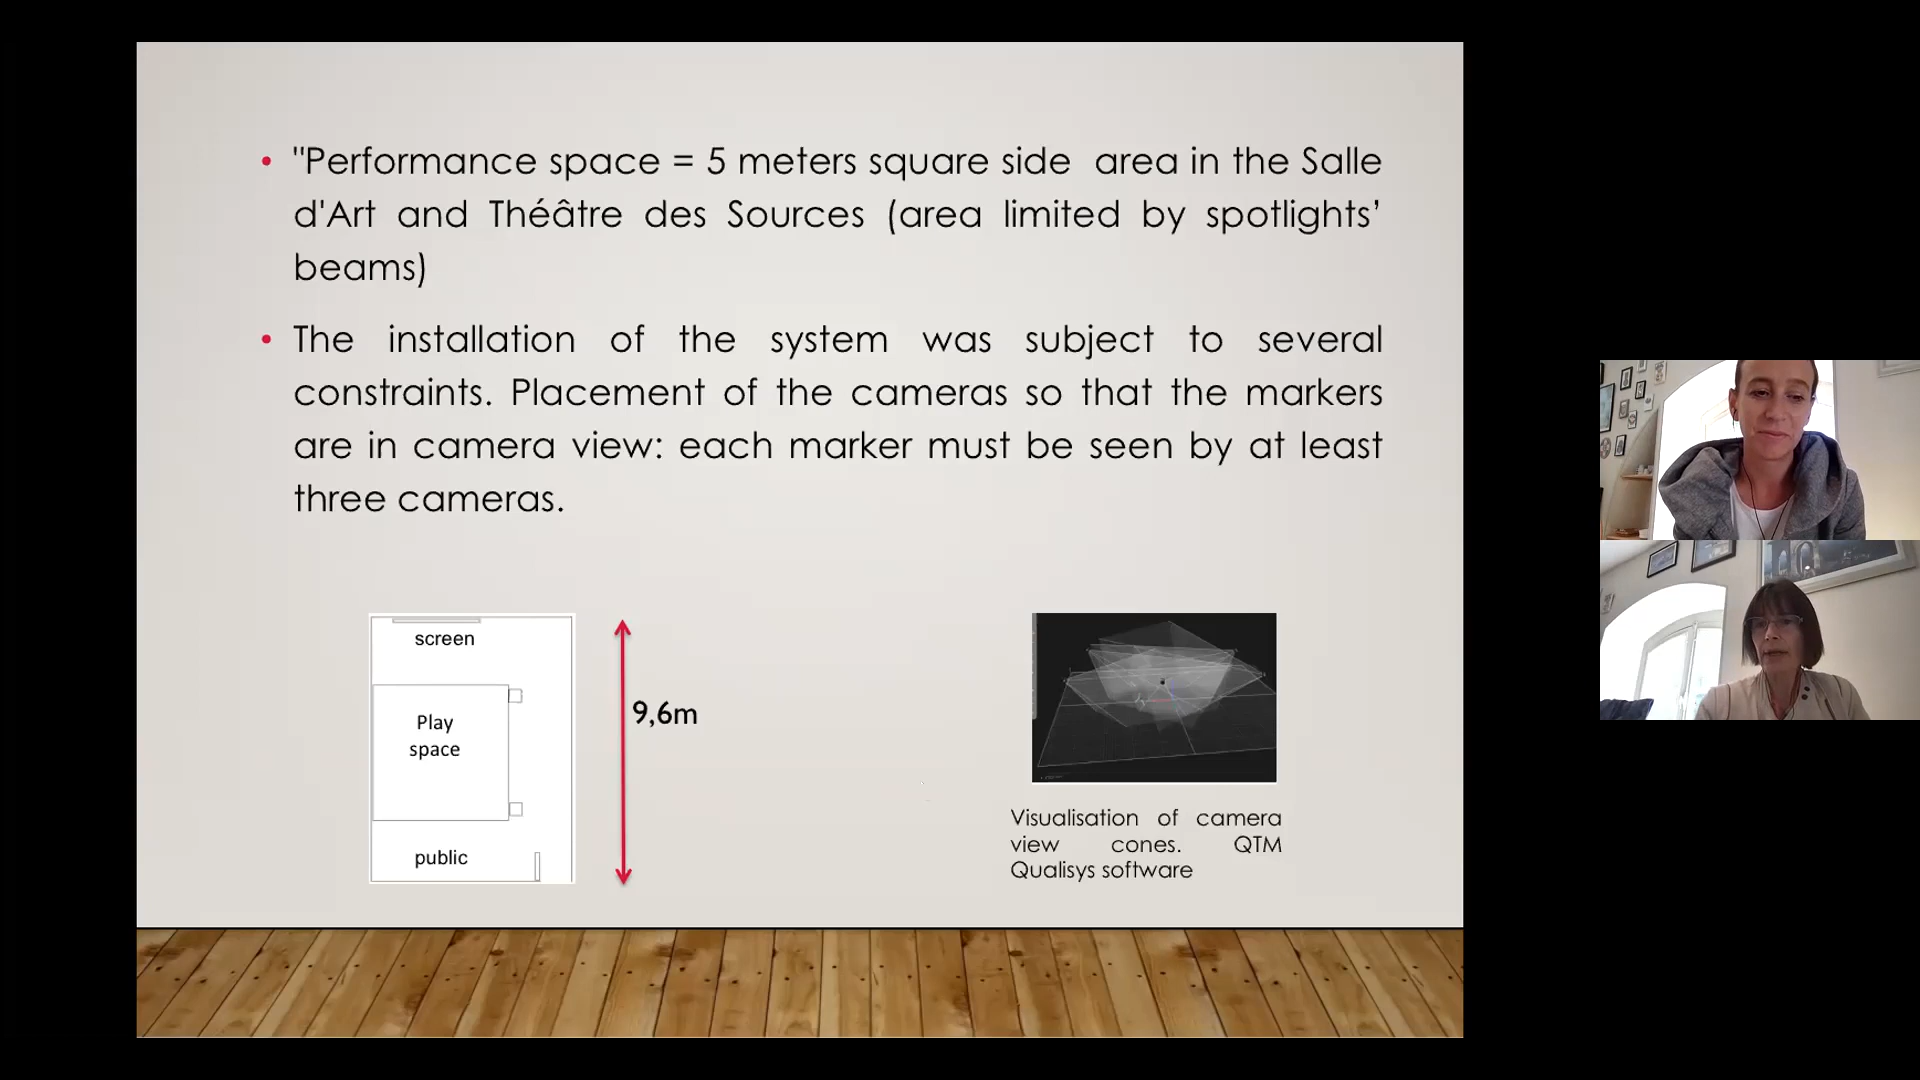 • "Performance space = 5 meters square side  area in the Salle
d'Art and Théâtre des Sources (area limited by spotlights’
beams)
• The installation of the system was subject to several
constraints. Placement of the cameras so that the markers
are in camera view: each marker must be seen by at least
three cameras.
screen
Play
space
public
9,6m
Visualisation of camera
view cones. QTM
Qualisys software